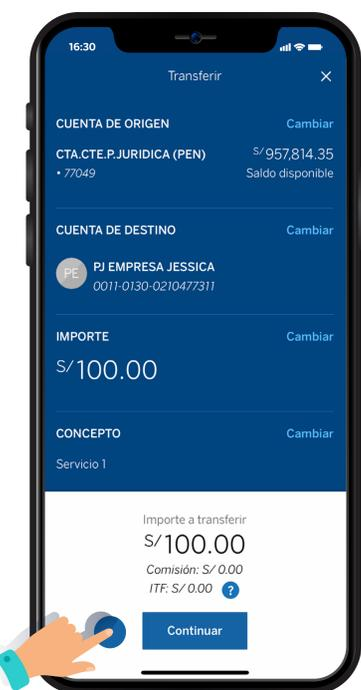 16:30
Transferir
CUENTA DE ORIGEN Cambiar
CTA.CTE.P.JURIDICA (PEN) S/957,814.35
• 77049 Saldo disponible
CUENTA DE DESTINO Cambiar
PE PJ EMPRESA JESSICA
0011-0130-0210477311
IMPORTE Cambiar
S/100.00
CONCEPTO Cambiar
Servicio 1
Importe a transferir
S/100.00
Comisión: S/ 0.00
ITF: S/ 0.00 ?
Continuar